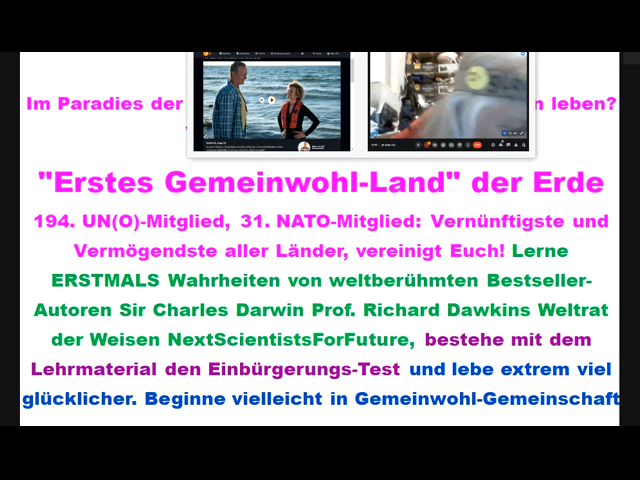 Im Paradies der
n leben?
"Erstes Gemeinwohl-Land" der Erde
194. UN(O)-Mitglied, 31. NATO-Mitglied: Vernünftigste und
Vermögendste aller Länder, vereinigt Euch! Lerne
ERSTMALS Wahrheiten von weltberühmten Bestseller-
Autoren Sir Charles Darwin Prof. Richard Dawkins Weltrat
der Weisen NextScientistsForFuture, bestehe mit dem
Lehrmaterial den Einbürgerungs-Test und lebe extrem viel
glücklicher. Beginne vielleicht in Gemeinwohl-Gemeinschaft